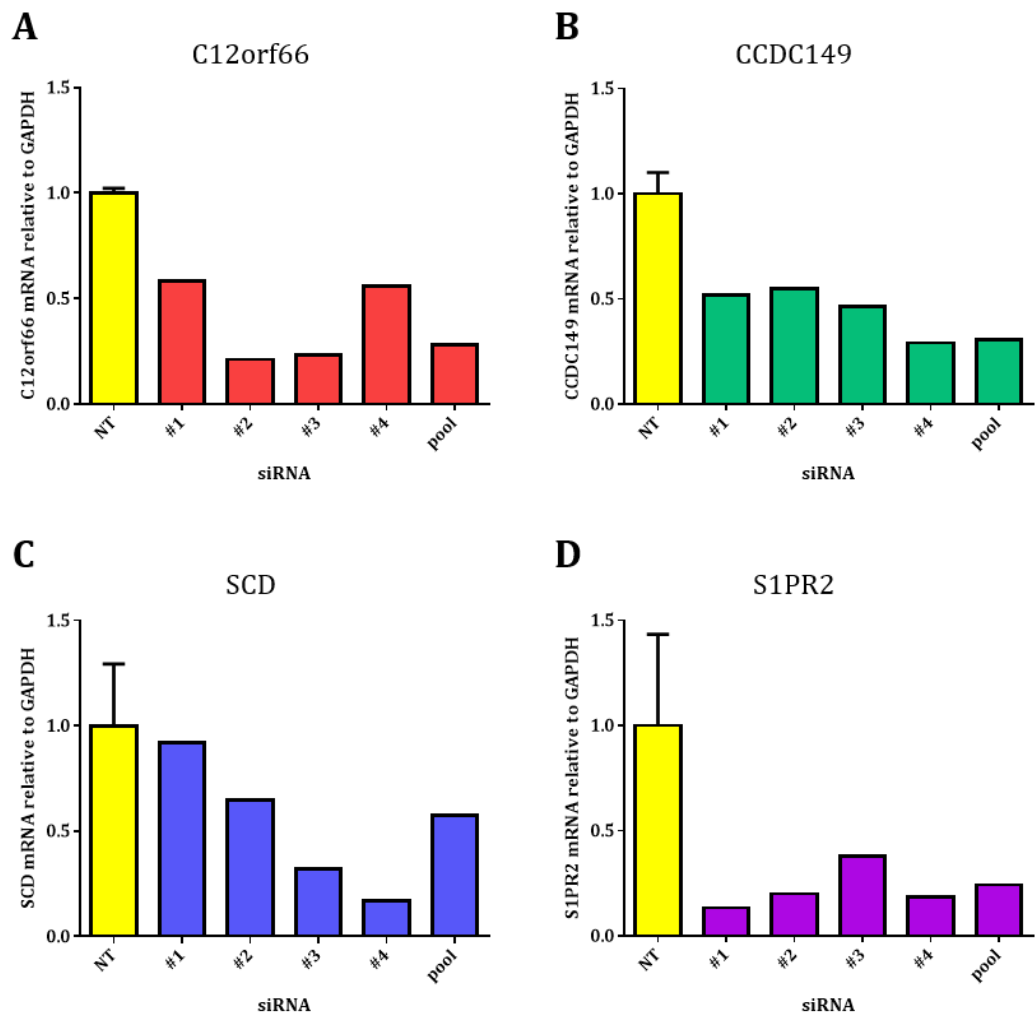 A
C12orf66
C12orf66 mRNA relative to GAPDH
1.5
1.0
0.5
0.0
NT
#1
#2
#3
#4
pool
siRNA
B
CCDC149
CCDC149 mRNA relative to GAPDH
1.5
1.0
0.5
0.0
NT
#1
#2
#3
#4
pool
siRNA
C
SCD
SCD mRNA relative to GAPDH
1.5
1.0
0.5
0.0
NT
#1
#2
#3
#4
pool
siRNA
D
S1PR2
S1PR2 mRNA relative to GAPDH
1.5
1.0
0.5
0.0
NT
#1
#2
#3
#4
pool
siRNA